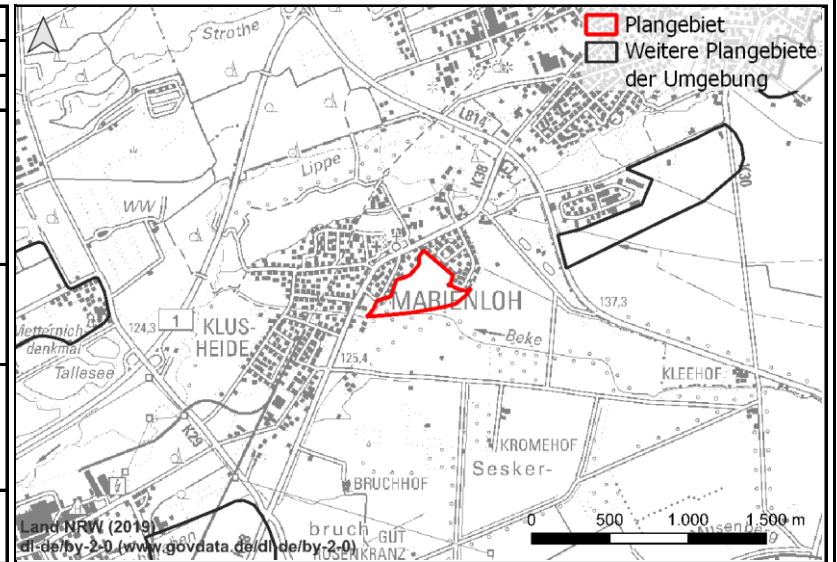 Plangebiet
Weitere Plangebiete
der Umgebung
Strothe
L814
Lippe
K38
WW
MARIENLOH
137,3
124,3
1
KLUS-
HEIDE
Beke
denkmal
Tallesee
125,4
KLEEHOF
K29
KROMEHOF
Sesker-
BRUCHHOF
Land NRW (2019)
dl-de/by-2-0 (www.govdata.de/dl-de/by-2-0)
bruch
GUT
ROSENKRANZ
0 500 1.000 1.500 m